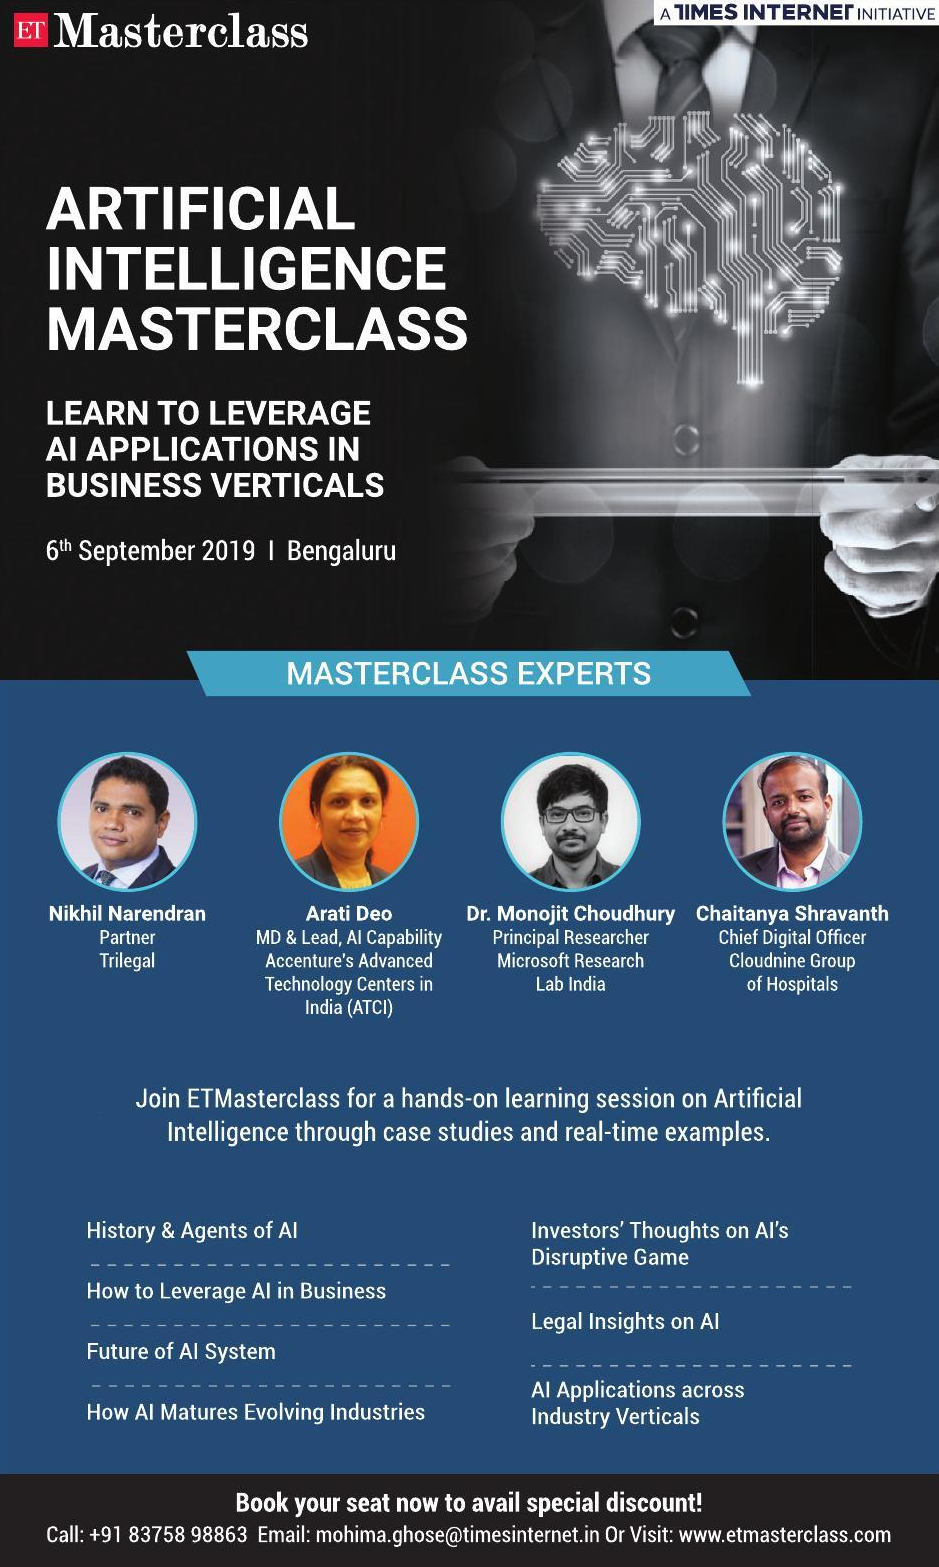 ET Masterclass
A TIMES INTERNET INITIATIVE
ARTIFICIAL
INTELLIGENCE
MASTERCLASS
LEARN TO LEVERAGE
AI APPLICATIONS IN
BUSINESS VERTICALS
6th September 2019 I Bengaluru
MASTERCLASS EXPERTS
Nikhil Narendran
Partner
Trilegal
Arati Deo
MD & Lead, AI Capability
Accenture's Advanced
Technology Centers in
India (ATCI)
Dr. Monojit Choudhury
Principal Researcher
Microsoft Research
Lab India
Chaitanya Shravanth
Chief Digital Officer
Cloudnine Group
of Hospitals
Join ETMasterclass for a hands-on learning session on Artificial
Intelligence through case studies and real-time examples.
History & Agents of AI
How to Leverage AI in Business
Future of AI System
How AI Matures Evolving Industries
Investors' Thoughts on AI's
Disruptive Game
Legal Insights on AI
AI Applications across
Industry Verticals
Book your seat now to avail special discount!
Call: +91 83758 98863 Email: mohima.ghose@timesinternet.in Or Visit: www.etmasterclass.com